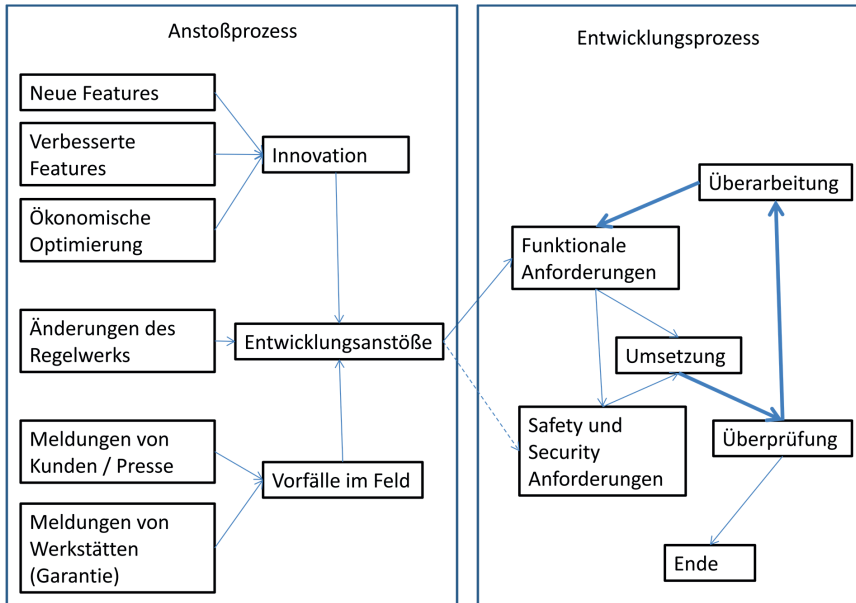 Anstoßprozess
Neue Features
Verbesserte
Features
Ökonomische
Optimierung
Innovation
Änderungen des
Regelwerks
Entwicklungsanstöße
Meldungen von
Kunden / Presse
Vorfälle im Feld
Meldungen von
Werkstätten
(Garantie)
Entwicklungsprozess
Überarbeitung
Funktionale
Anforderungen
Umsetzung
Safety und
Security
Anforderungen
Überprüfung
Ende